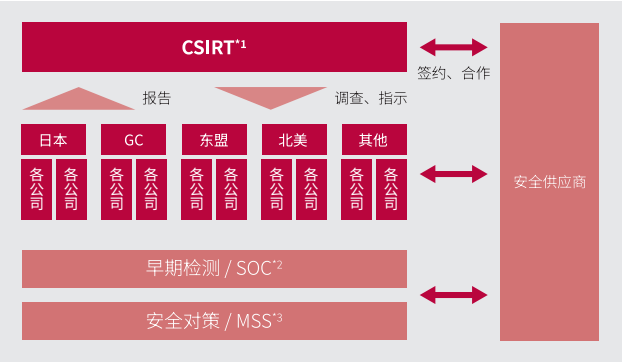 CSIRT*1
签约、合作
报告
调查、指示
日本
GC
东盟
北美
其他
各公司
各公司
各公司
各公司
各公司
各公司
各公司
各公司
各公司
各公司
安全供应商
早期检测 / SOC*2
安全对策 / MSS*3